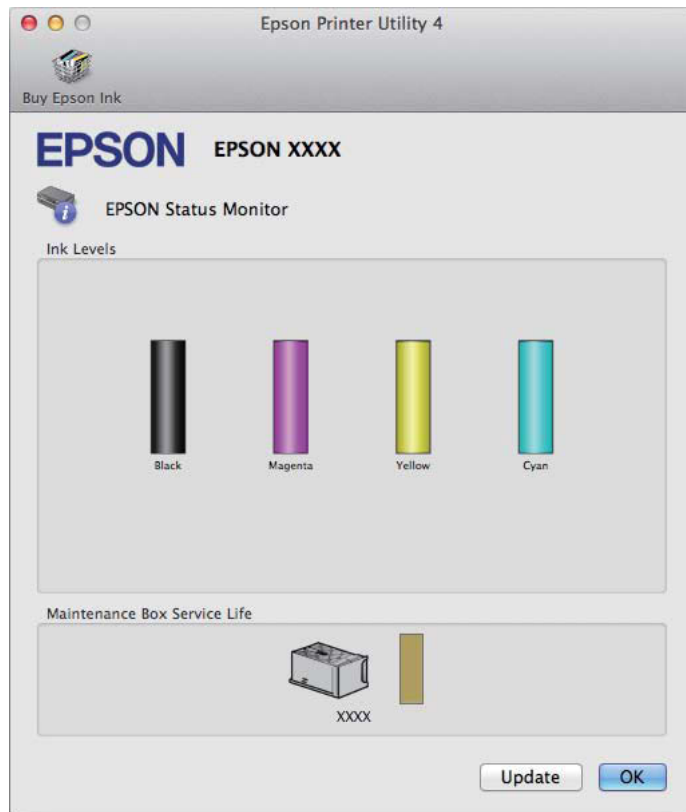 Epson Printer Utility 4
Buy Epson Ink
EPSON EPSON XXXX
EPSON Status Monitor
Ink Levels
Black Magenta Yellow Cyan
Maintenance Box Service Life
XXXX
Update OK